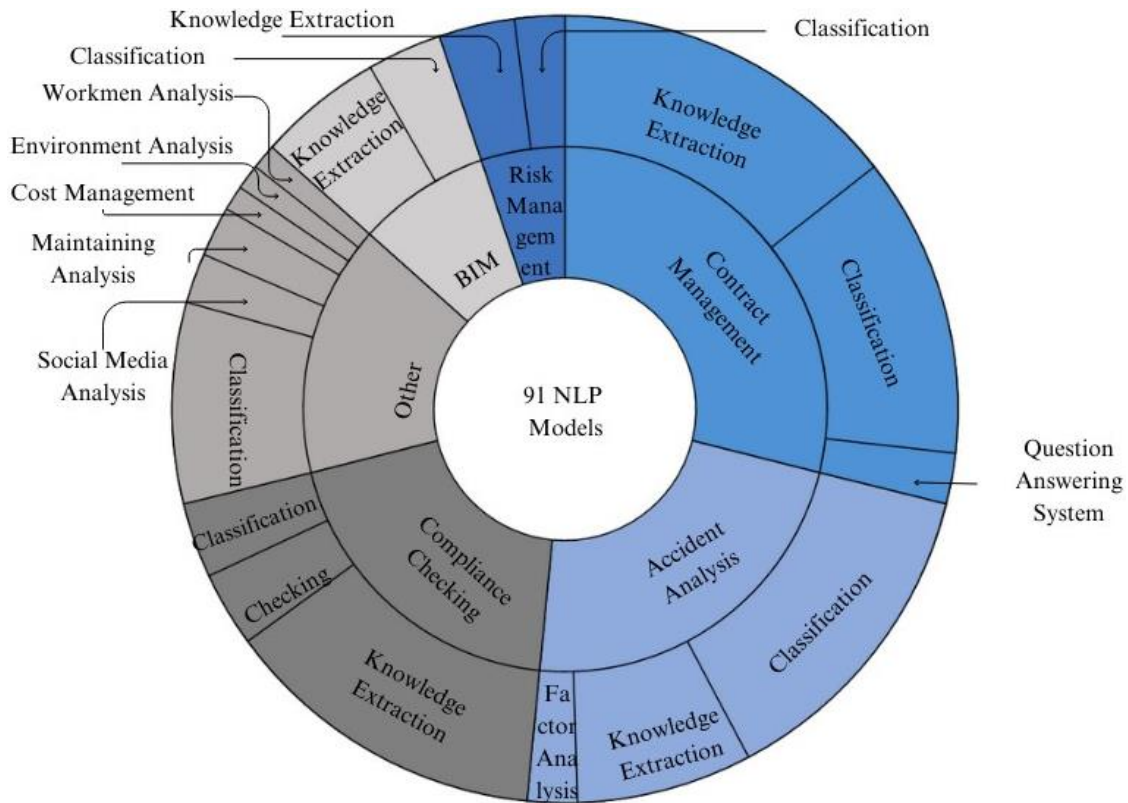 Knowledge Extraction
Classification
Classification
Workmen Analysis
Environment Analysis
Cost Management
Maintaining
Analysis
Social Media
Analysis
Knowledge
Extraction
Risk
Mana
gem
ent
Knowledge
Extraction
BIM
Contract
Management
Classification
Other
Classification
91 NLP
Models
Question
Answering
System
Classification
Checking
Compliance
Checking
Accident
Analysis
Classification
Knowledge
Extraction
Fa
ctor
Ana
lysis
Knowledge
Extraction